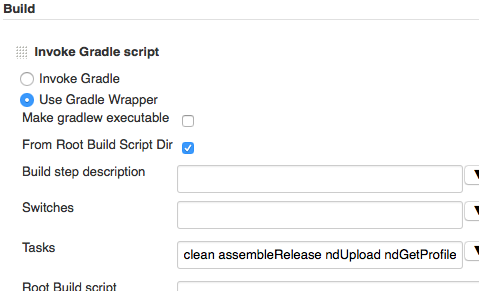 Build
Invoke Gradle script
Invoke Gradle
Use Gradle Wrapper
Make gradlew executable
From Root Build Script Dir
Build step description
Switches
Tasks
clean assembleRelease ndUpload ndGetProfile
Root Build script